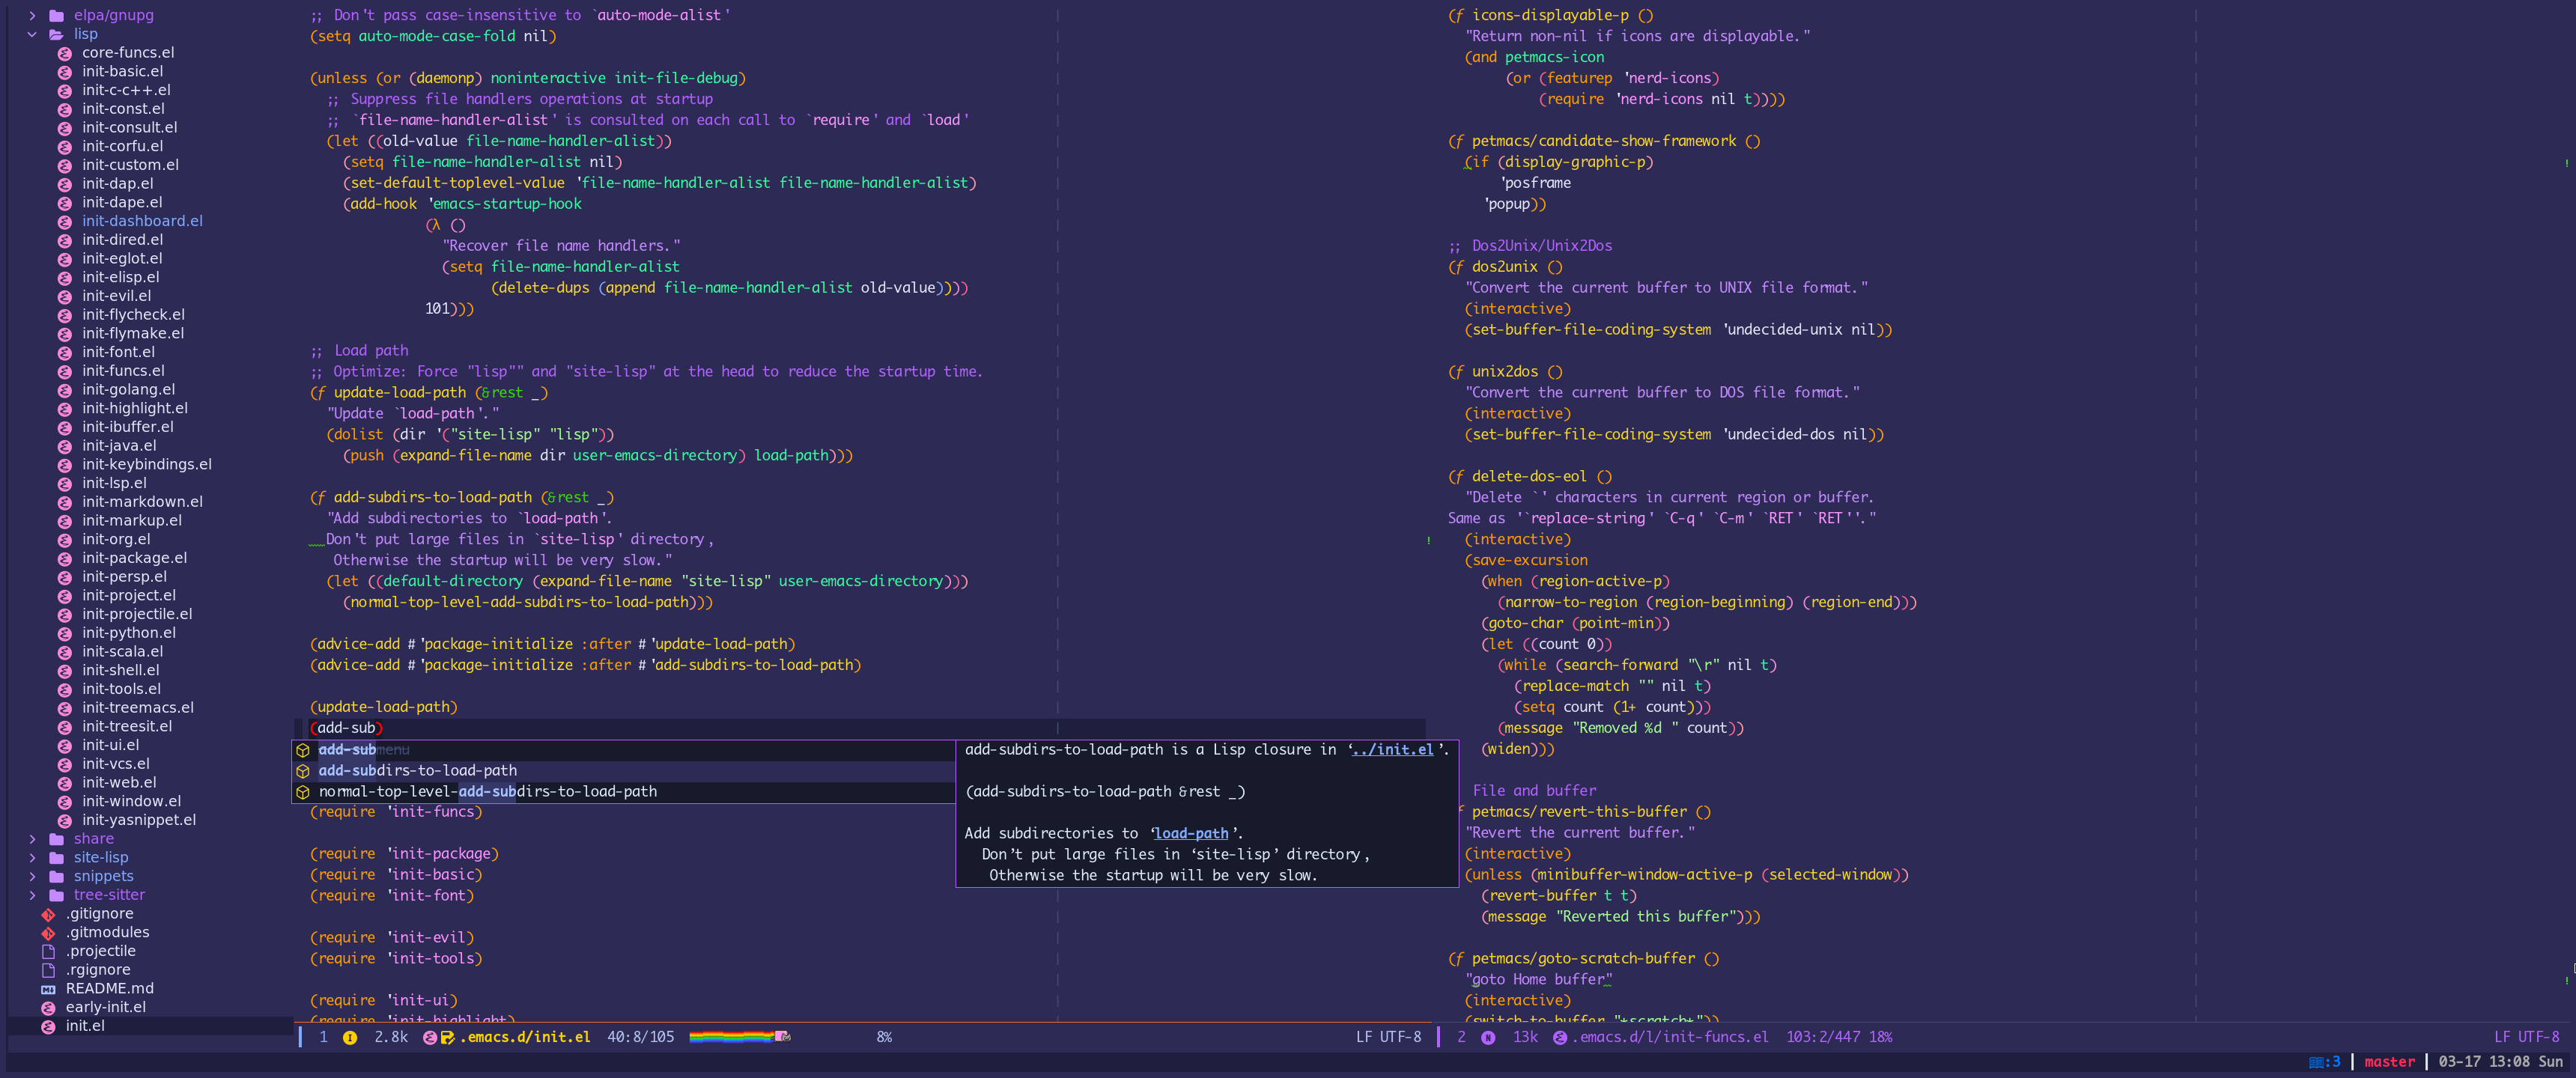 elpa/gnupg
lisp
core-funcs.el
init-basic.el
init-c-c++.el
init-const.el
init-consult.el
init-corfu.el
init-custom.el
init-dap.el
init-dape.el
init-dashboard.el
init-dired.el
init-eglot.el
init-elisp.el
init-evil.el
init-flycheck.el
init-flymake.el
init-font.el
init-funcs.el
init-golang.el
init-highlight.el
init-ibuffer.el
init-java.el
init-keybindings.el
init-lsp.el
init-markdown.el
init-markup.el
init-org.el
init-package.el
init-persp.el
init-project.el
init-projectile.el
init-python.el
init-scala.el
init-shell.el
init-tools.el
init-treemacs.el
init-treesit.el
init-ui.el
init-vcs.el
init-web.el
init-window.el
init-yasnippet.el
share
site-lisp
snippets
tree-sitter
.gitignore
.gitmodules
.projectile
.rgignore
README.md
early-init.el
init.el
;; Don't pass case-insensitive to `auto-mode-alist'
(setq auto-mode-case-fold nil)
(unless (or (daemonp) noninteractive init-file-debug)
;; Suppress file handlers operations at startup
;; `file-name-handler-alist' is consulted on each call to `require' and `load'
(let ((old-value file-name-handler-alist))
(setq file-name-handler-alist nil)
(set-default-toplevel-value 'file-name-handler-alist file-name-handler-alist)
(add-hook 'emacs-startup-hook
(λ ()
"Recover file name handlers."
(setq file-name-handler-alist
(delete-dups (append file-name-handler-alist old-value))))
101)))
;; Load path
;; Optimize: Force "lisp"" and "site-lisp" at the head to reduce the startup time.
(ƒ update-load-path (&rest _)
"Update `load-path'."
(dolist (dir '("site-lisp" "lisp"))
(push (expand-file-name dir user-emacs-directory) load-path)))
(ƒ add-subdirs-to-load-path (&rest _)
"Add subdirectories to `load-path'.
Don't put large files in `site-lisp' directory,
Otherwise the startup will be very slow."
(let ((default-directory (expand-file-name "site-lisp" user-emacs-directory)))
(normal-top-level-add-subdirs-to-load-path)))
(advice-add #'package-initialize :after #'update-load-path)
(advice-add #'package-initialize :after #'add-subdirs-to-load-path)
(update-load-path)
(add-sub)
add-submenu
add-subdirs-to-load-path
normal-top-level-add-subdirs-to-load-path
add-subdirs-to-load-path is a Lisp closure in ‘../init.el’.
(add-subdirs-to-load-path &rest _)
Add subdirectories to ‘load-path’.
Don’t put large files in ‘site-lisp’ directory,
Otherwise the startup will be very slow.
(require 'init-funcs)
(require 'init-package)
(require 'init-basic)
(require 'init-font)
(require 'init-evil)
(require 'init-tools)
(require 'init-ui)
(require 'init-highlight)
1 I 2.8k .emacs.d/init.el 40:8/105 8% LF UTF-8
(ƒ icons-displayable-p ()
"Return non-nil if icons are displayable."
(and petmacs-icon
(or (featurep 'nerd-icons)
(require 'nerd-icons nil t))))
(ƒ petmacs/candidate-show-framework ()
(if (display-graphic-p)
'posframe
'popup))
;; Dos2Unix/Unix2Dos
(ƒ dos2unix ()
"Convert the current buffer to UNIX file format."
(interactive)
(set-buffer-file-coding-system 'undecided-unix nil))
(ƒ unix2dos ()
"Convert the current buffer to DOS file format."
(interactive)
(set-buffer-file-coding-system 'undecided-dos nil))
(ƒ delete-dos-eol ()
"Delete `' characters in current region or buffer.
Same as '`replace-string' `C-q' `C-m' `RET' `RET''."
(interactive)
(save-excursion
(when (region-active-p)
(narrow-to-region (region-beginning) (region-end)))
(goto-char (point-min))
(let ((count 0))
(while (search-forward "\r" nil t)
(replace-match "" nil t)
(setq count (1+ count)))
(message "Removed %d " count))
(widen)))
File and buffer
ƒ petmacs/revert-this-buffer ()
"Revert the current buffer."
(interactive)
(unless (minibuffer-window-active-p (selected-window))
(revert-buffer t t)
(message "Reverted this buffer")))
(ƒ petmacs/goto-scratch-buffer ()
"goto Home buffer"
(interactive)
(switch-to-buffer "*scratch*"))
2 N 13k .emacs.d/l/init-funcs.el 103:2/447 18% LF UTF-8
:3 | master | 03-17 13:08 Sun